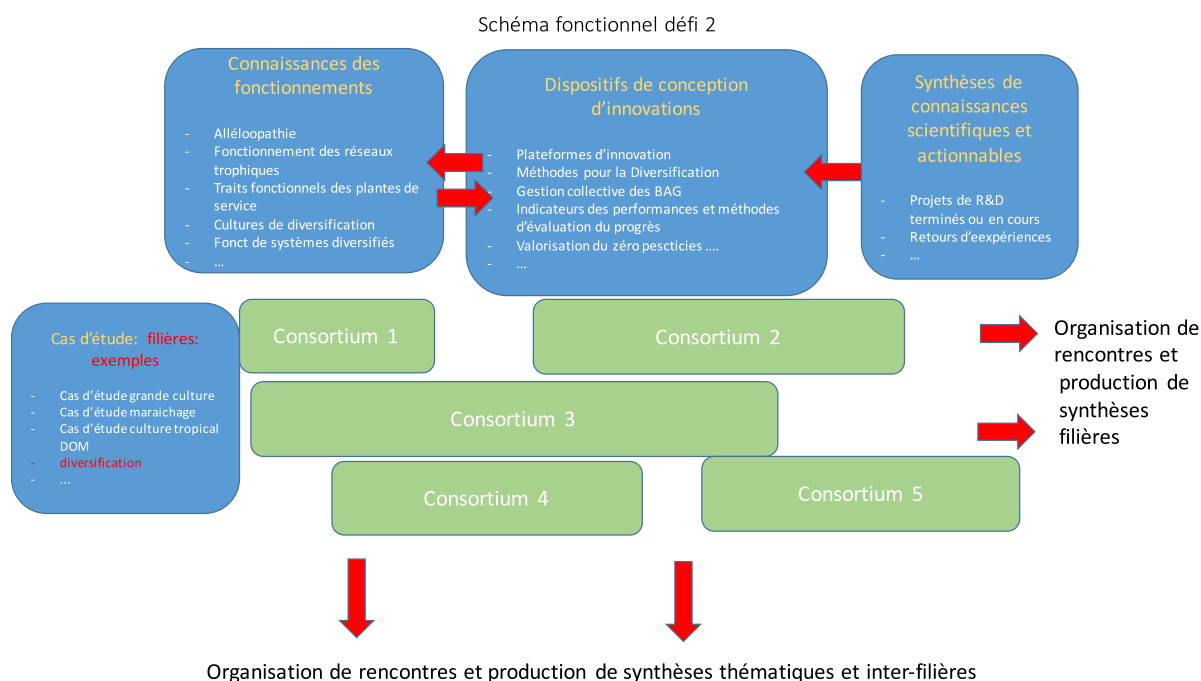 Schéma fonctionnel défi 2
Connaissances des
fonctionnements
- Alléloopathie
- Fonctionnement des réseaux
trophiques
- Traits fonctionnels des plantes de
service
- Cultures de diversification
- Fonct de systèmes diversifiés
- ...
Dispositifs de conception
d'innovations
- Plateformes d'innovation
- Méthodes pour la Diversification
- Gestion collective des BAG
- Indicateurs des performances et méthodes
d'évaluation du progrès
- Valorisation du zéro pescticies ....
- ...
Synthèses de
connaissances
scientifiques et
actionnables
- Projets de R&D
terminés ou en cours
- Retours d'eexpériences
- ...
Cas d'étude: filières:
exemples
- Cas d'étude grande culture
- Cas d'étude maraichage
- Cas d'étude culture tropical
DOM
- diversification
- ...
Consortium 1
Consortium 2
Consortium 3
Consortium 4
Consortium 5
Organisation de
rencontres et
production de
synthèses
filières
Organisation de rencontres et production de synthèses thématiques et inter-filières